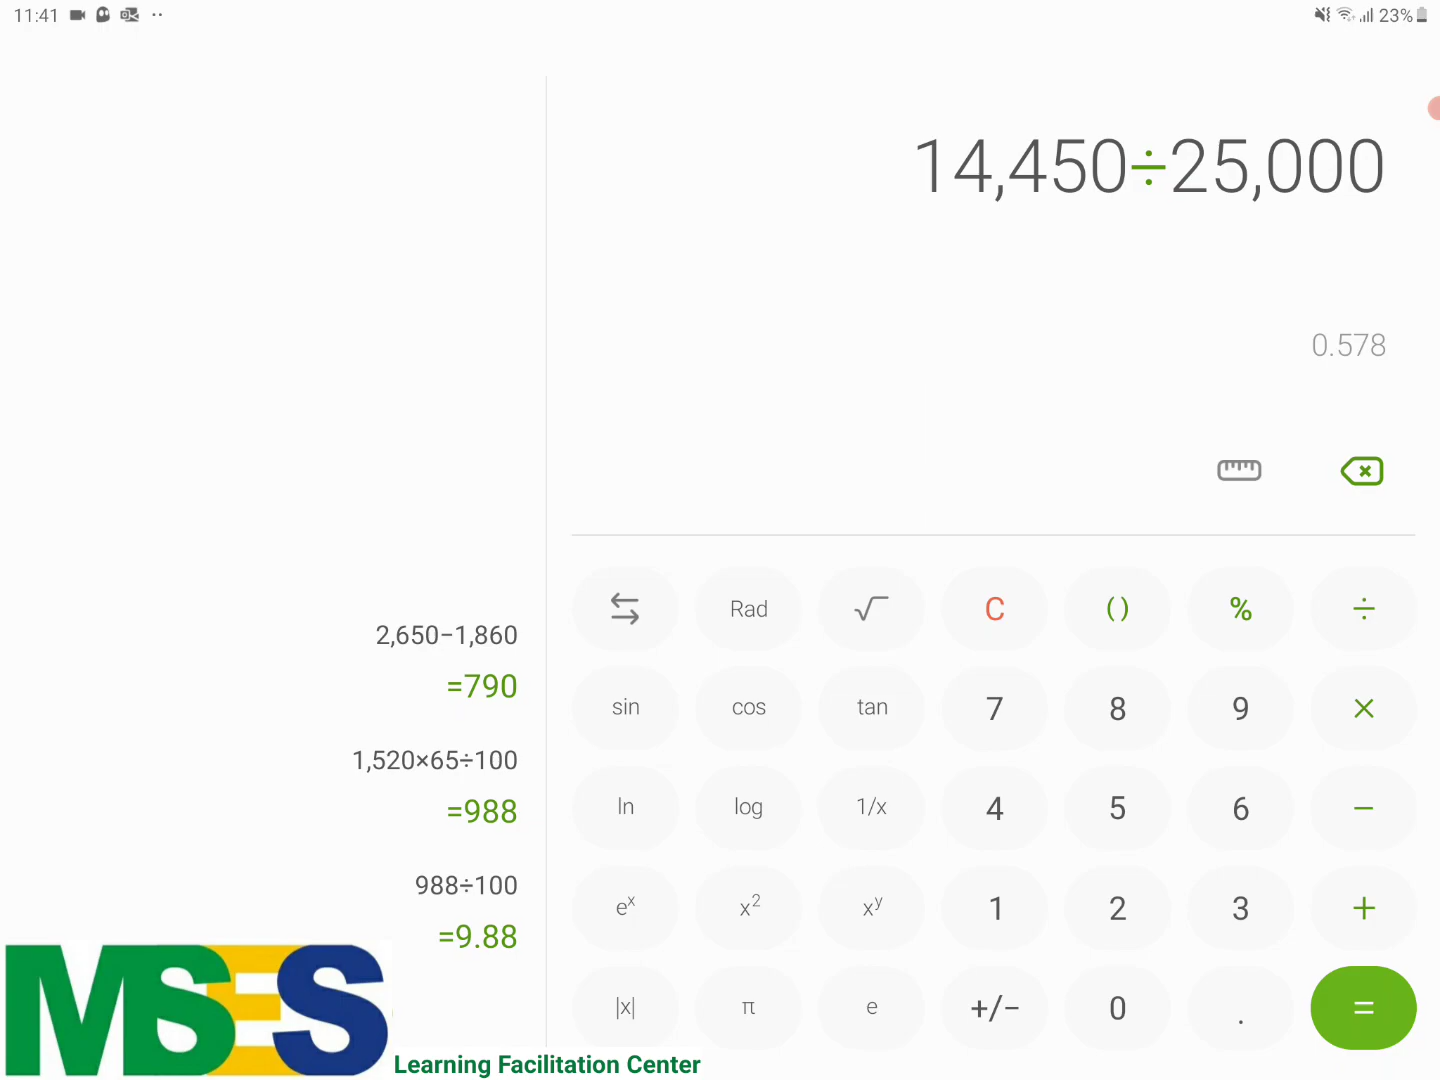 11:41
23%
14,450÷25,000
0.578
2,650−1,860
=790
1,520×65÷100
=988
988÷100
=9.88
Rad √ C ( ) % ÷
sin cos tan 7 8 9 ×
ln log 1/x 4 5 6 −
eˣ x² xʸ 1 2 3 +
|x| π e +/− 0 . =
MSES
Learning Facilitation Center